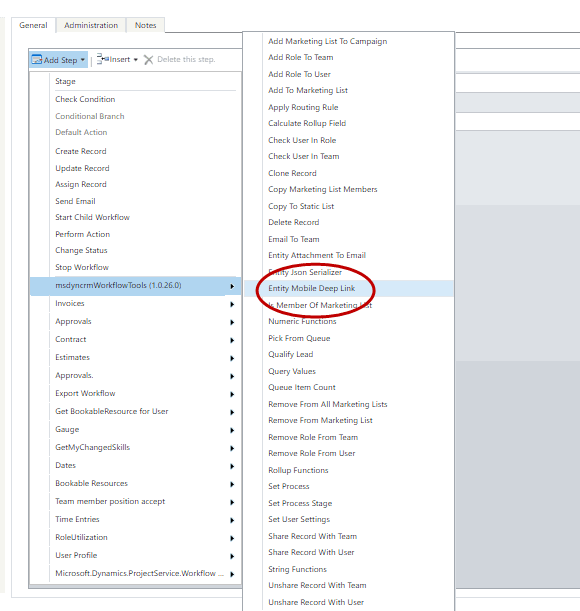 General
Administration
Notes
Add Step
Insert
Delete this step.
Stage
Check Condition
Conditional Branch
Default Action
Create Record
Update Record
Assign Record
Send Email
Start Child Workflow
Perform Action
Change Status
Stop Workflow
msdyncrmWorkflowTools (1.0.26.0)
Invoices
Approvals
Contract
Estimates
Approvals.
Export Workflow
Get BookableResource for User
Gauge
GetMyChangedSkills
Dates
Bookable Resources
Team member position accept
Time Entries
RoleUtilization
User Profile
Microsoft.Dynamics.ProjectService.Workflow ...
Add Marketing List To Campaign
Add Role To Team
Add Role To User
Add To Marketing List
Apply Routing Rule
Calculate Rollup Field
Check User In Role
Check User In Team
Clone Record
Copy Marketing List Members
Copy To Static List
Delete Record
Email To Team
Entity Attachment To Email
Entity Json Serializer
Entity Mobile Deep Link
Is Member Of Marketing List
Numeric Functions
Pick From Queue
Qualify Lead
Query Values
Queue Item Count
Remove From All Marketing Lists
Remove From Marketing List
Remove Role From Team
Remove Role From User
Rollup Functions
Set Process
Set Process Stage
Set User Settings
Share Record With Team
Share Record With User
String Functions
Unshare Record With Team
Unshare Record With User